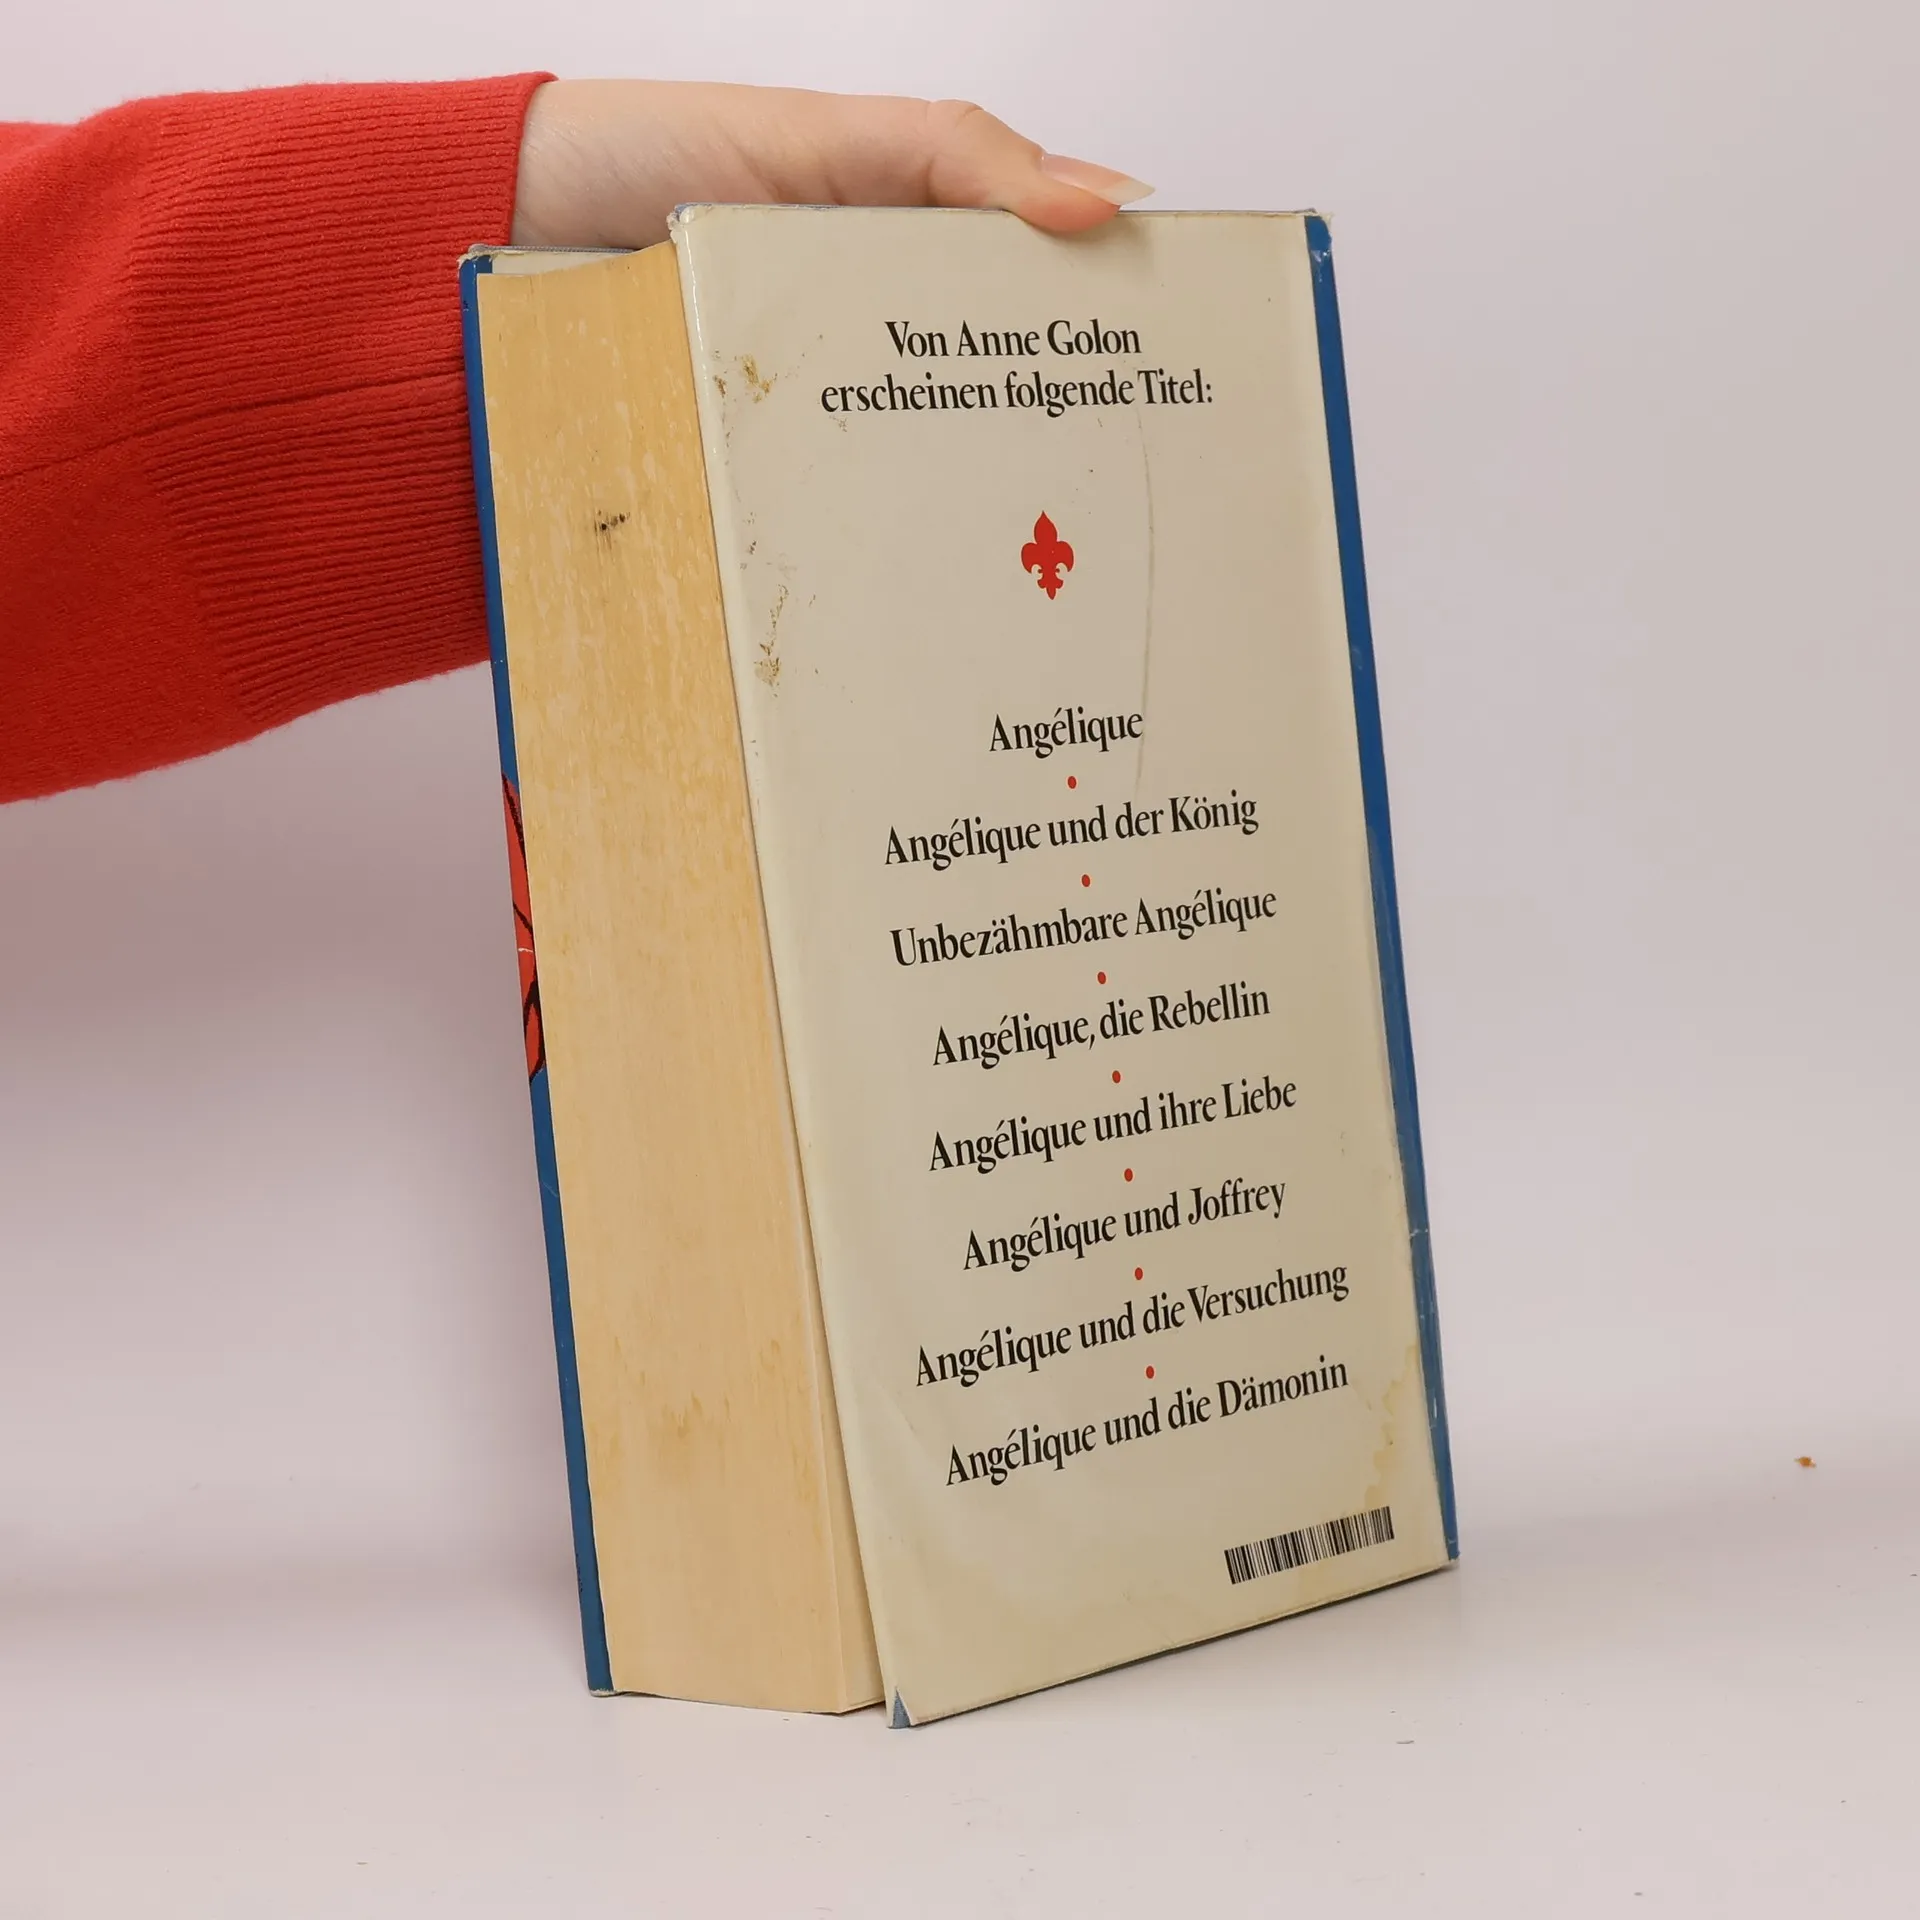 Von Anne Golon
erscheinen folgende Titel:
Angélique
Angélique und der König
Unbezähmbare Angélique
Angélique, die Rebellin
Angélique und ihre Liebe
Angélique und Joffrey
Angélique und die Versuchung
Angélique und die Dämonin